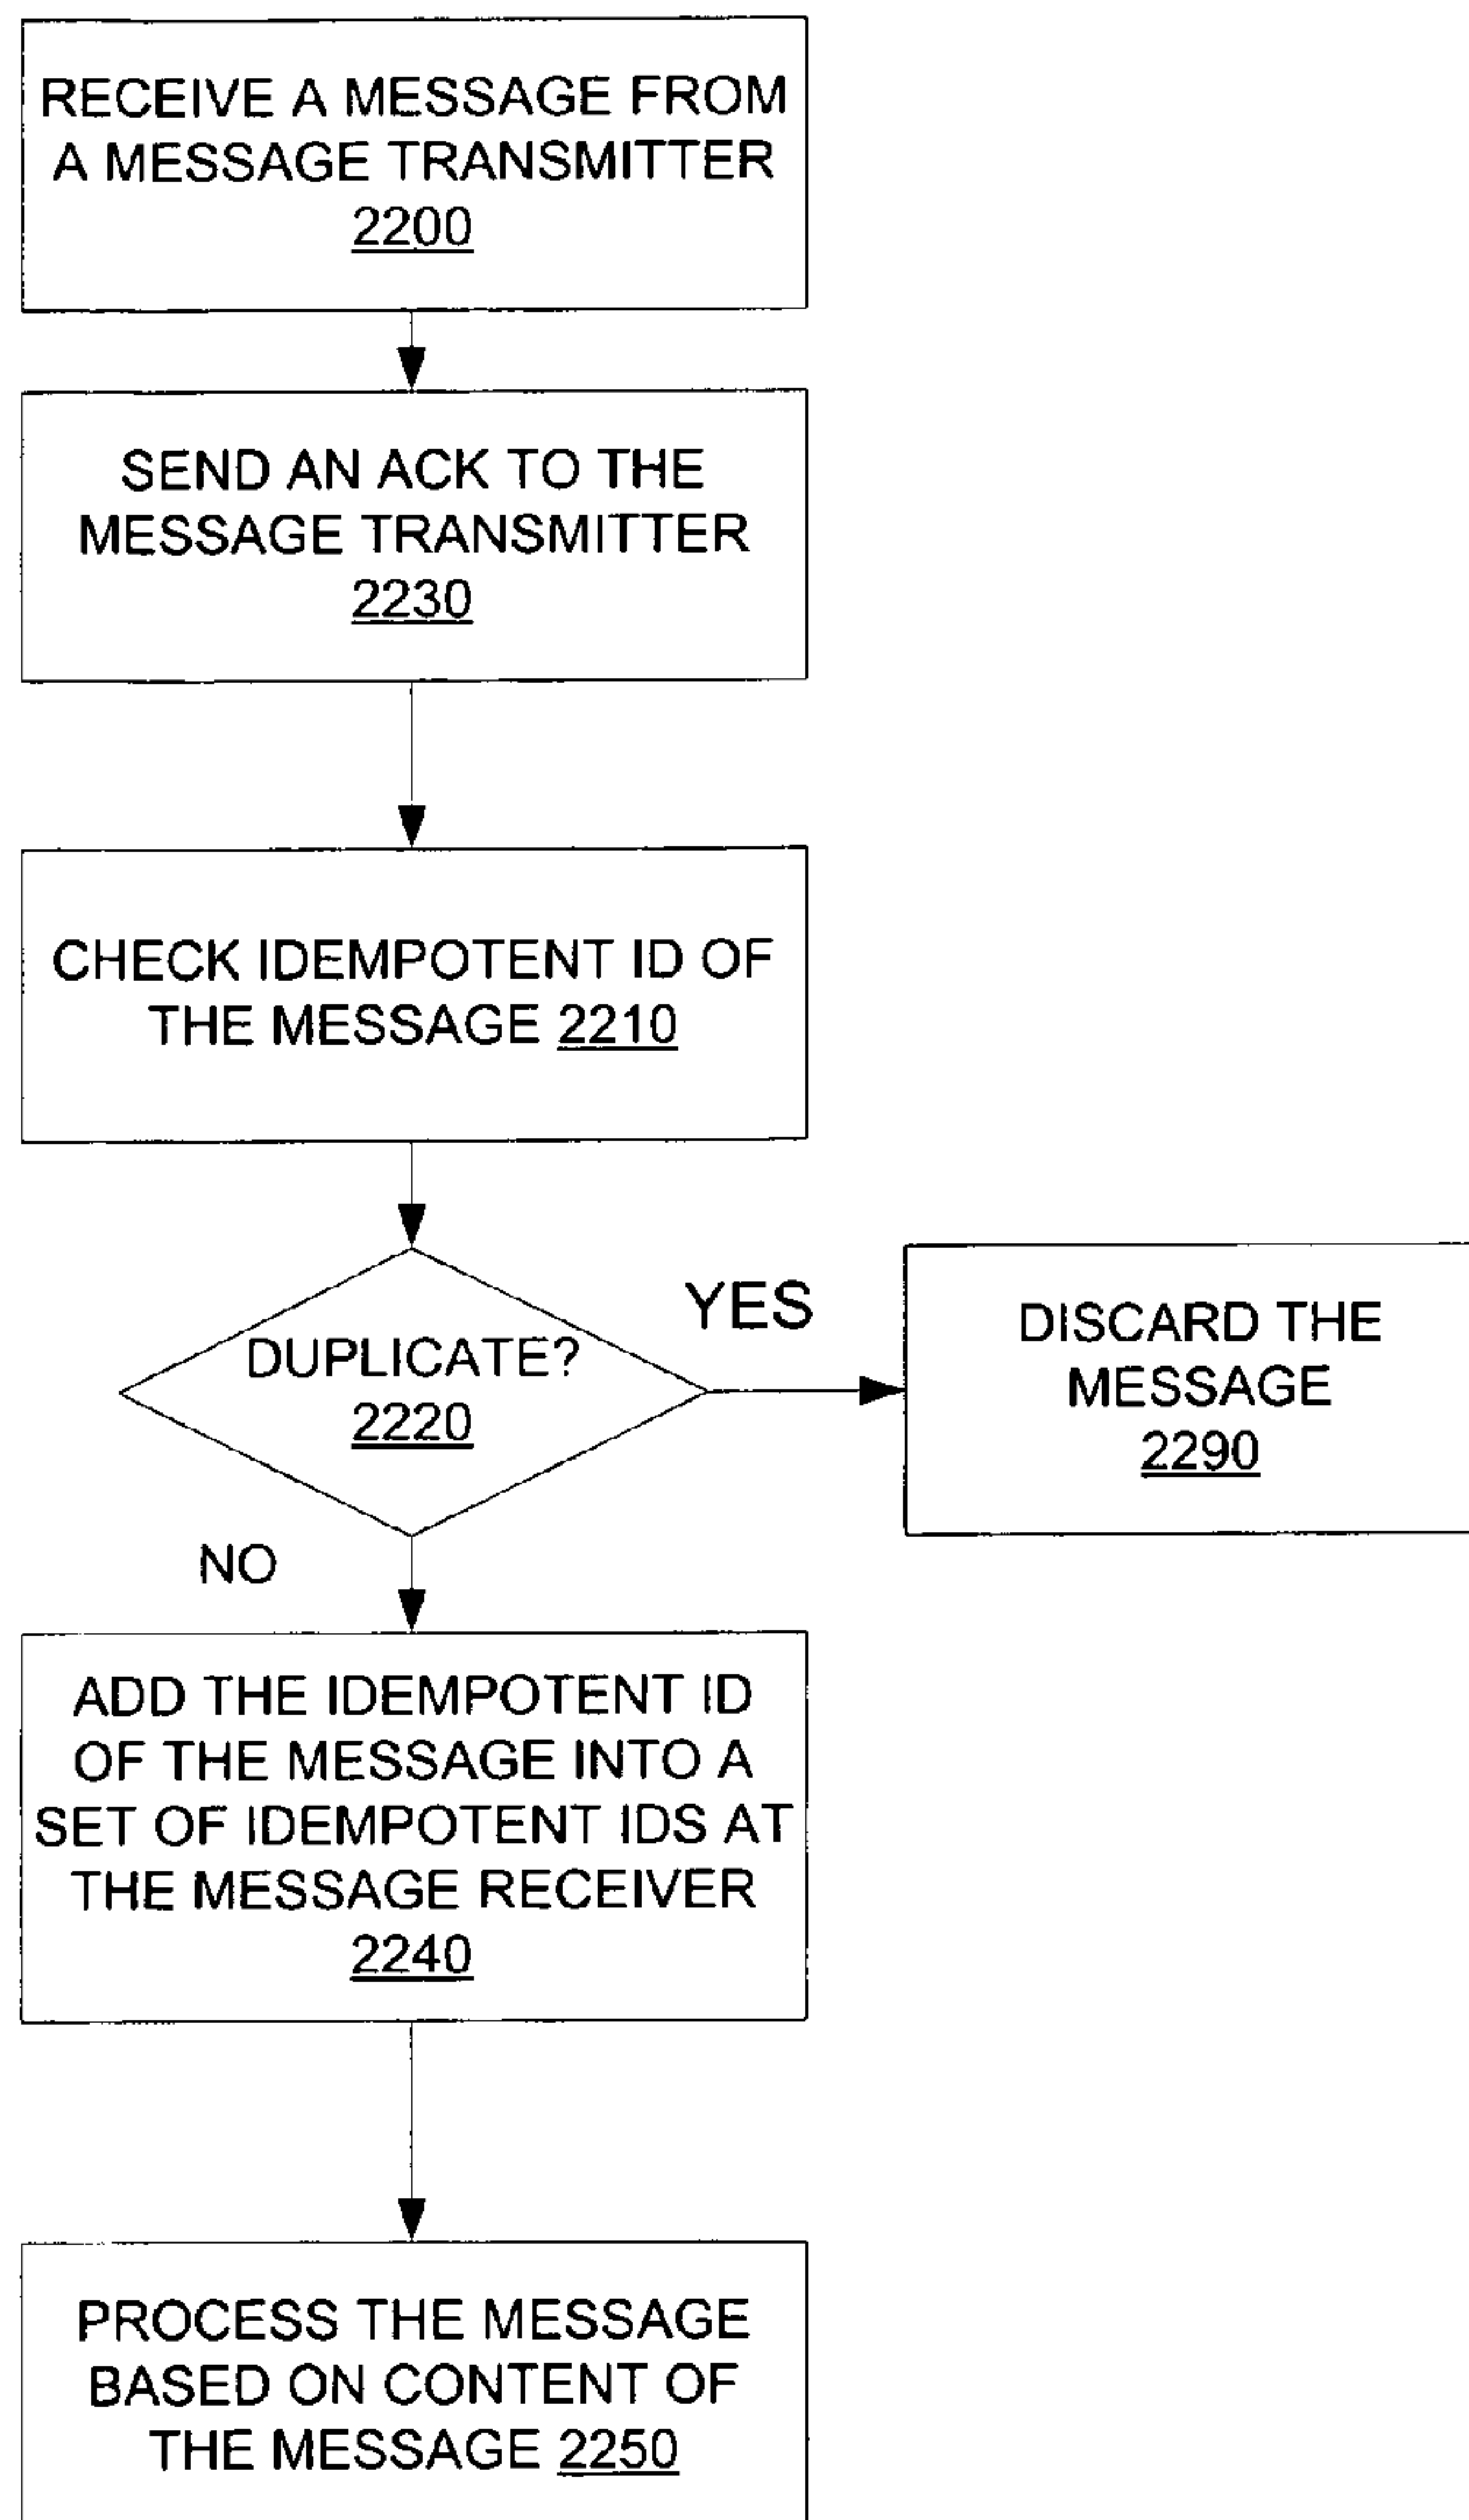 RECEIVE A MESSAGE FROM
A MESSAGE TRANSMITTER
2200
SEND AN ACK TO THE
MESSAGE TRANSMITTER
2230
CHECK IDEMPOTENT ID OF
THE MESSAGE 2210
DUPLICATE?
2220
YES
DISCARD THE
MESSAGE
2290
NO
ADD THE IDEMPOTENT ID
OF THE MESSAGE INTO A
SET OF IDEMPOTENT IDS AT
THE MESSAGE RECEIVER
2240
PROCESS THE MESSAGE
BASED ON CONTENT OF
THE MESSAGE 2250